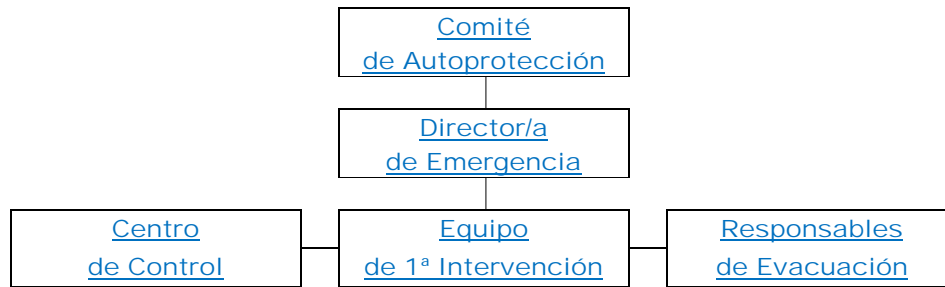 Comité
de Autoprotección
Director/a
de Emergencia
Centro
de Control
Equipo
de 1ª Intervención
Responsables
de Evacuación